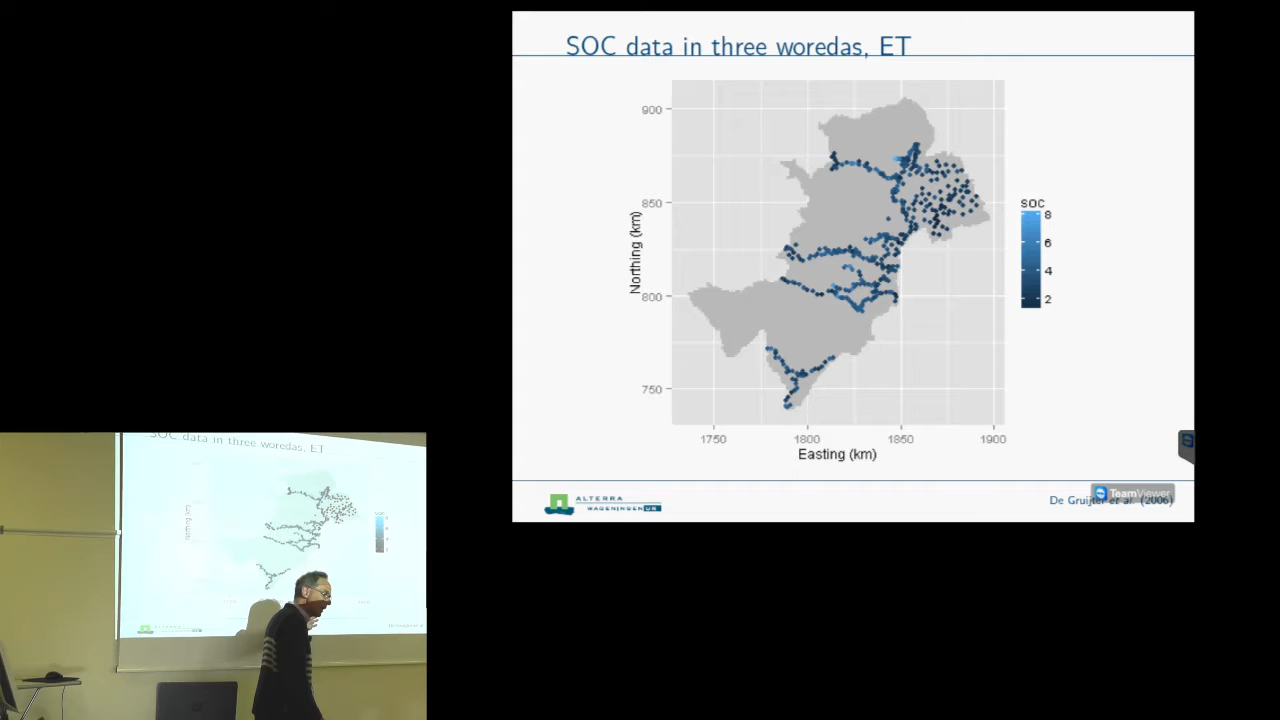 SOC data in three woredas, ET
900
850
800
750
Northing (km)
1750
1800
1850
1900
Easting (km)
SOC
8
6
4
2
ALTERRA
WAGENINGEN UR
De Gruijter et al. (2006)
TeamViewer
SOC data in three woredas, ET